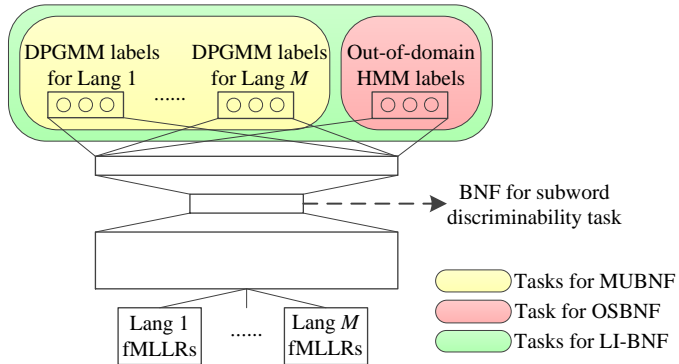 DPGMM labels
for Lang 1
......
DPGMM labels
for Lang M
Out-of-domain
HMM labels
BNF for subword
discriminability task
Lang 1
fMLLRs
......
Lang M
fMLLRs
Tasks for MUBNF
Task for OSBNF
Tasks for LI-BNF